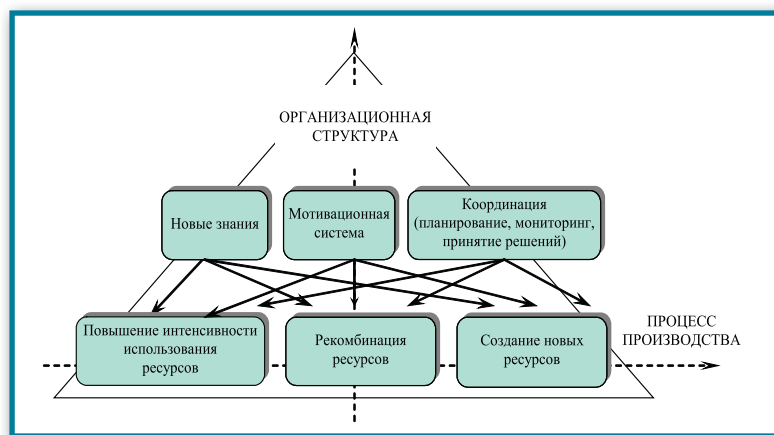 ОРГАНИЗАЦИОННАЯ
СТРУКТУРА
Новые знания
Мотивационная
система
Координация
(планирование, мониторинг,
принятие решений)
Повышение интенсивности
использования
ресурсов
Рекомбинация
ресурсов
Создание новых
ресурсов
ПРОЦЕСС
ПРОИЗВОДСТВА